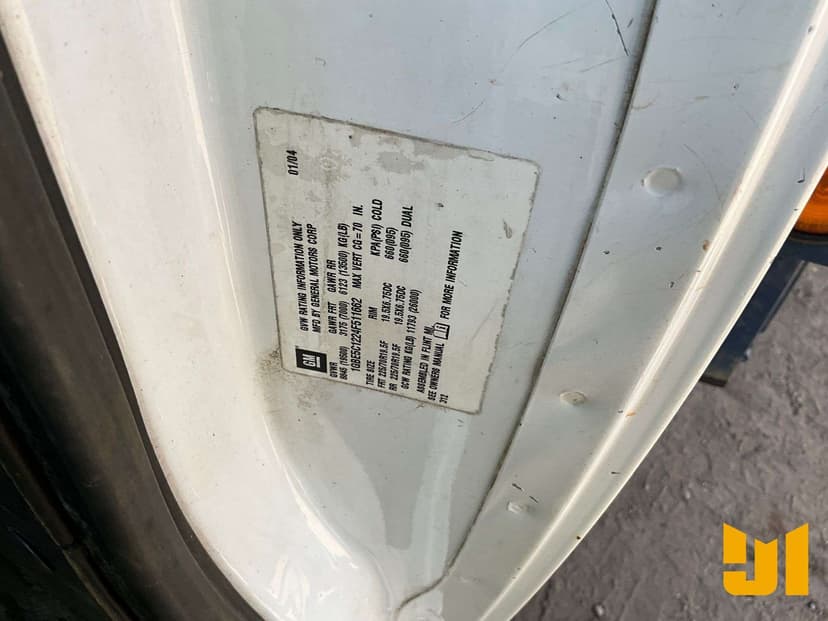 01/04
GM
GVW RATING INFORMATION ONLY
MFD BY GENERAL MOTORS CORP
GVWR GAWR FRT GAWR RR
8845 (19500) 3175 (7000) 6123 (13500) KG(LB)
1GBE5C1224F511662 MAX VERT CG=70 IN.
TIRE SIZE RIM KPA(PSI) COLD
FRT 225/70R19.5F 19.5X6.75DC 660(095)
RR 225/70R19.5F 19.5X6.75DC 660(095) DUAL
GCW RATING KG(LB) 11793 (26000)
ASSEMBLED IN FLINT MI.
SEE OWNERS MANUAL FOR MORE INFORMATION
312